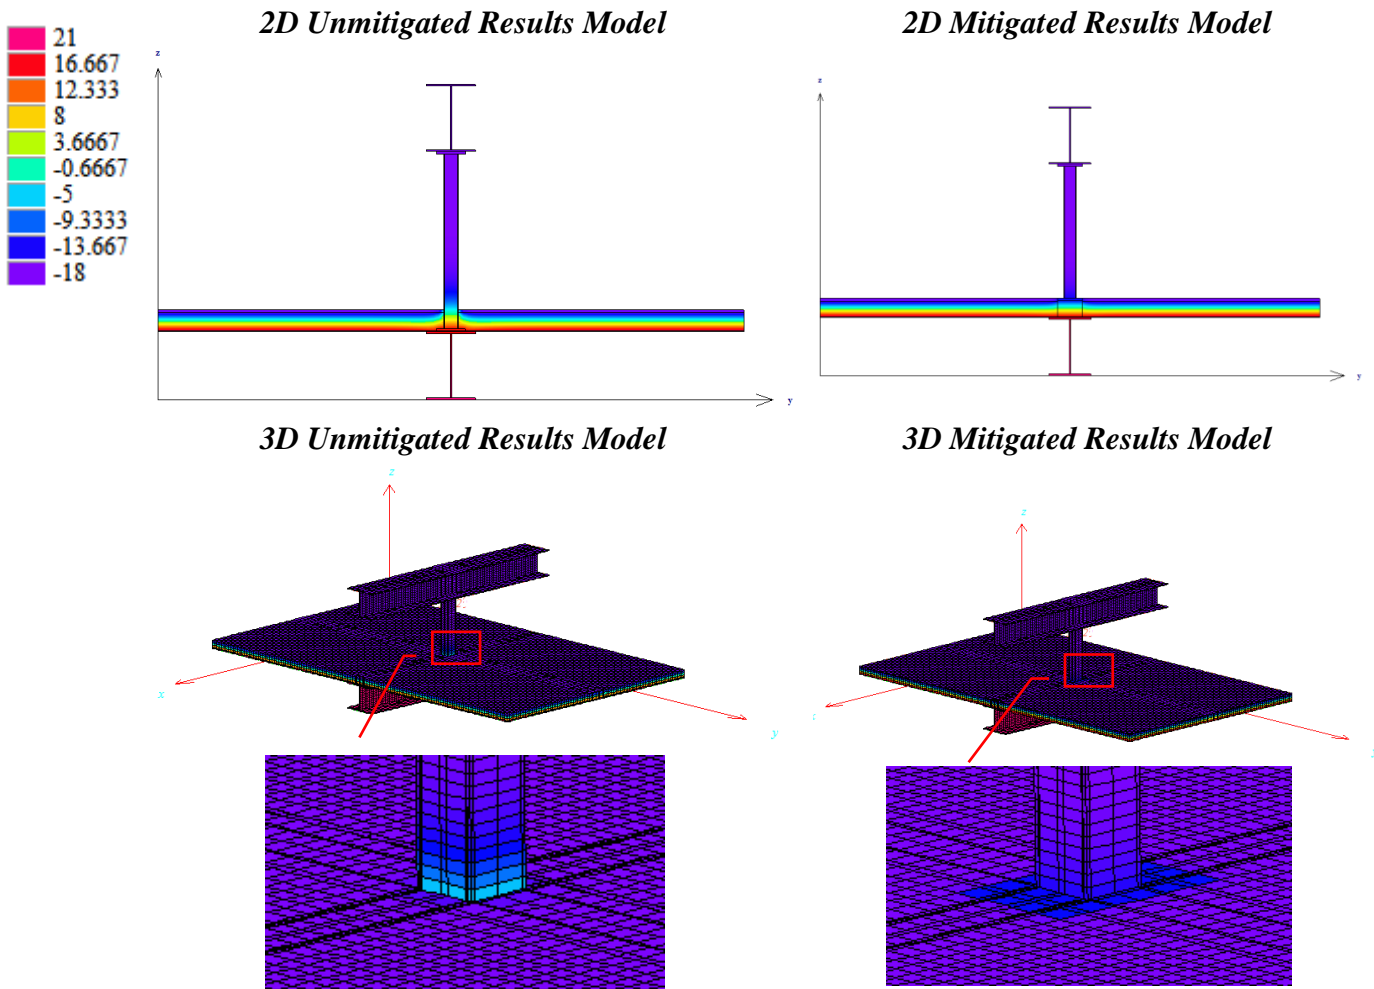 2D Unmitigated Results Model
2D Mitigated Results Model
21
16.667
12.333
8
3.6667
-0.6667
-5
-9.3333
-13.667
-18
z
y
z
y
3D Unmitigated Results Model
3D Mitigated Results Model
z
x
y
z